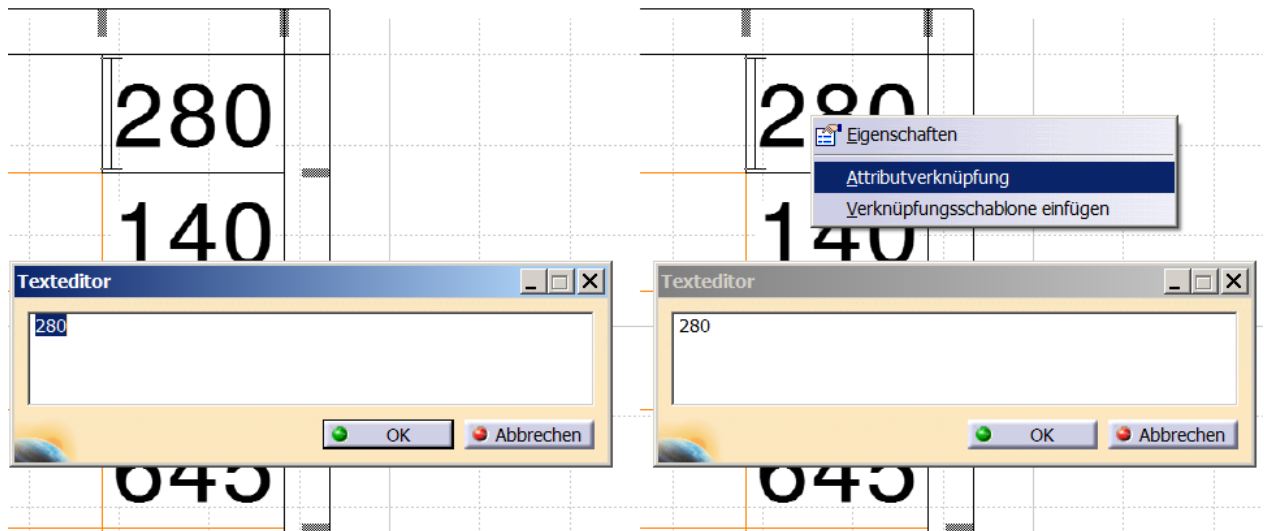 280
140
Texteditor
280
OK
Abbrechen
645
280
Eigenschaften
Attributverknüpfung
Verknüpfungsschablone einfügen
140
Texteditor
280
OK
Abbrechen
645